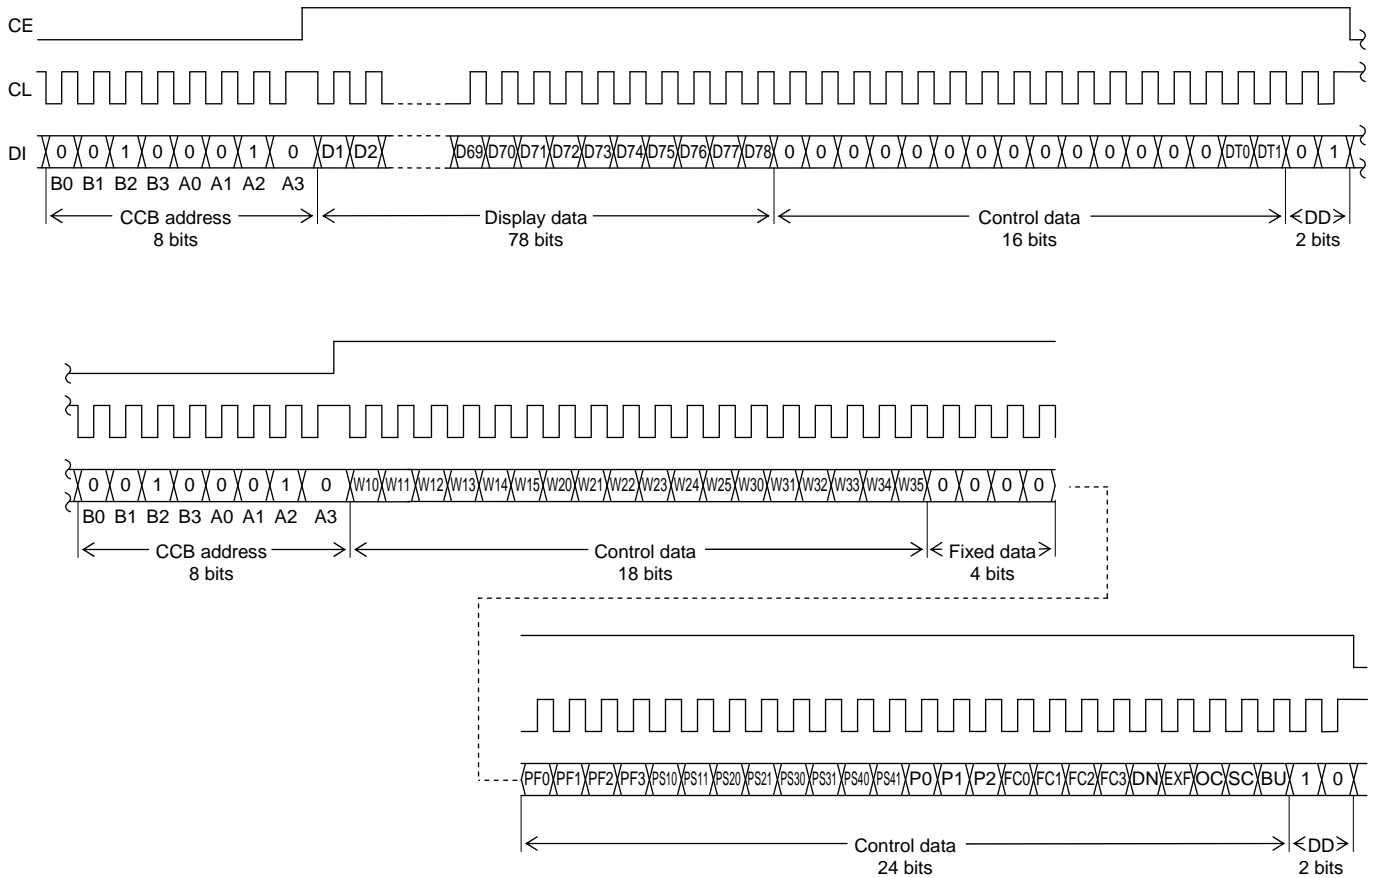 CE
CL
DI 0 0 1 0 0 0 1 0 D1 D2 D69 D70 D71 D72 D73 D74 D75 D76 D77 D78 0 0 0 0 0 0 0 0 0 0 0 0 0 0 DT0 DT1 0 1
B0 B1 B2 B3 A0 A1 A2 A3
CCB address Display data Control data DD
8 bits 78 bits 16 bits 2 bits
0 0 1 0 0 0 1 0 W10 W11 W12 W13 W14 W15 W20 W21 W22 W23 W24 W25 W30 W31 W32 W33 W34 W35 0 0 0 0
B0 B1 B2 B3 A0 A1 A2 A3
CCB address Control data Fixed data
8 bits 18 bits 4 bits
PF0 PF1 PF2 PF3 PS10 PS11 PS20 PS21 PS30 PS31 PS40 PS41 P0 P1 P2 FC0 FC1 FC2 FC3 DN EXF OC SC BU 1 0
Control data DD
24 bits 2 bits